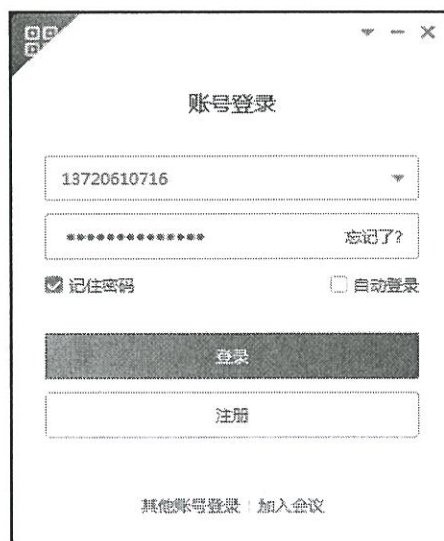 账号登录
13720610716
忘记了?
记住密码 自动登录
登录
注册
其他账号登录 | 加入会议